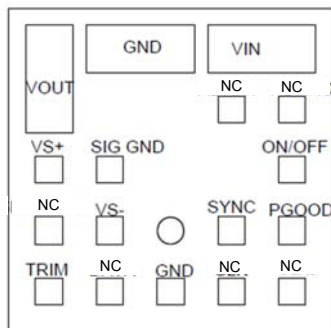 GND
VIN
VOUT
NC NC
VS+ SIG GND ON/OFF
NC VS- SYNC PGOOD
TRIM NC GND NC NC